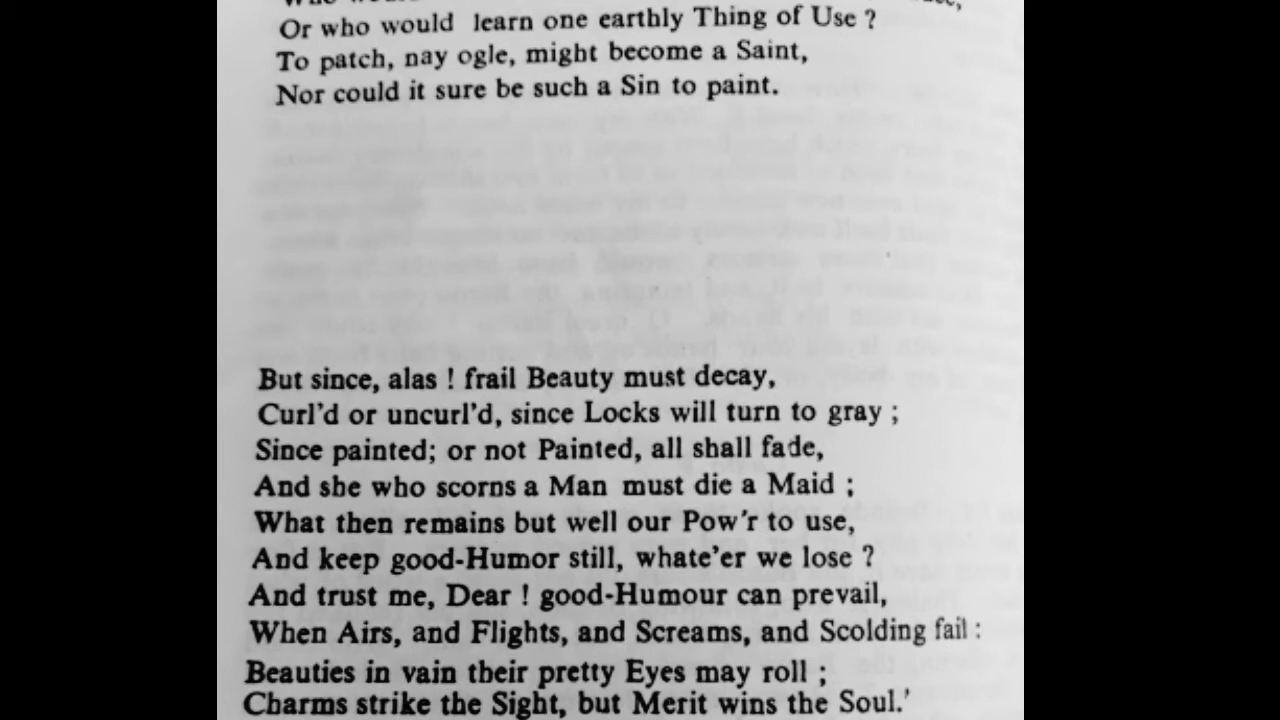 Or who would learn one earthly Thing of Use ?
To patch, nay ogle, might become a Saint,
Nor could it sure be such a Sin to paint.
But since, alas ! frail Beauty must decay,
Curl'd or uncurl'd, since Locks will turn to gray ;
Since painted; or not Painted, all shall fade,
And she who scorns a Man must die a Maid ;
What then remains but well our Pow'r to use,
And keep good-Humor still, whate'er we lose ?
And trust me, Dear ! good-Humour can prevail,
When Airs, and Flights, and Screams, and Scolding fail :
Beauties in vain their pretty Eyes may roll ;
Charms strike the Sight, but Merit wins the Soul.'